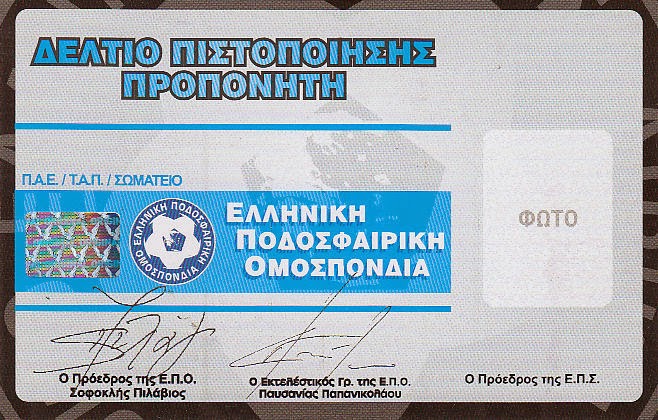 ΔΕΛΤΙΟ ΠΙΣΤΟΠΟΙΗΣΗΣ
ΠΡΟΠΟΝΗΤΗ
Π.Α.Ε. / Τ.Α.Π. / ΣΩΜΑΤΕΙΟ
ΕΛΛΗΝΙΚΗ ΠΟΔΟΣΦΑΙΡΙΚΗ
ΟΜΟΣΠΟΝΔΙΑ
ΕΛΛΗΝΙΚΗ
ΠΟΔΟΣΦΑΙΡΙΚΗ
ΟΜΟΣΠΟΝΔΙΑ
ΦΩΤΟ
Ο Πρόεδρος της Ε.Π.Ο.
Σοφοκλής Πιλάβιος
Ο Εκτελέστικός Γρ. της Ε.Π.Ο.
Παυσανίας Παπανικολάου
Ο Πρόεδρος της Ε.Π.Σ.